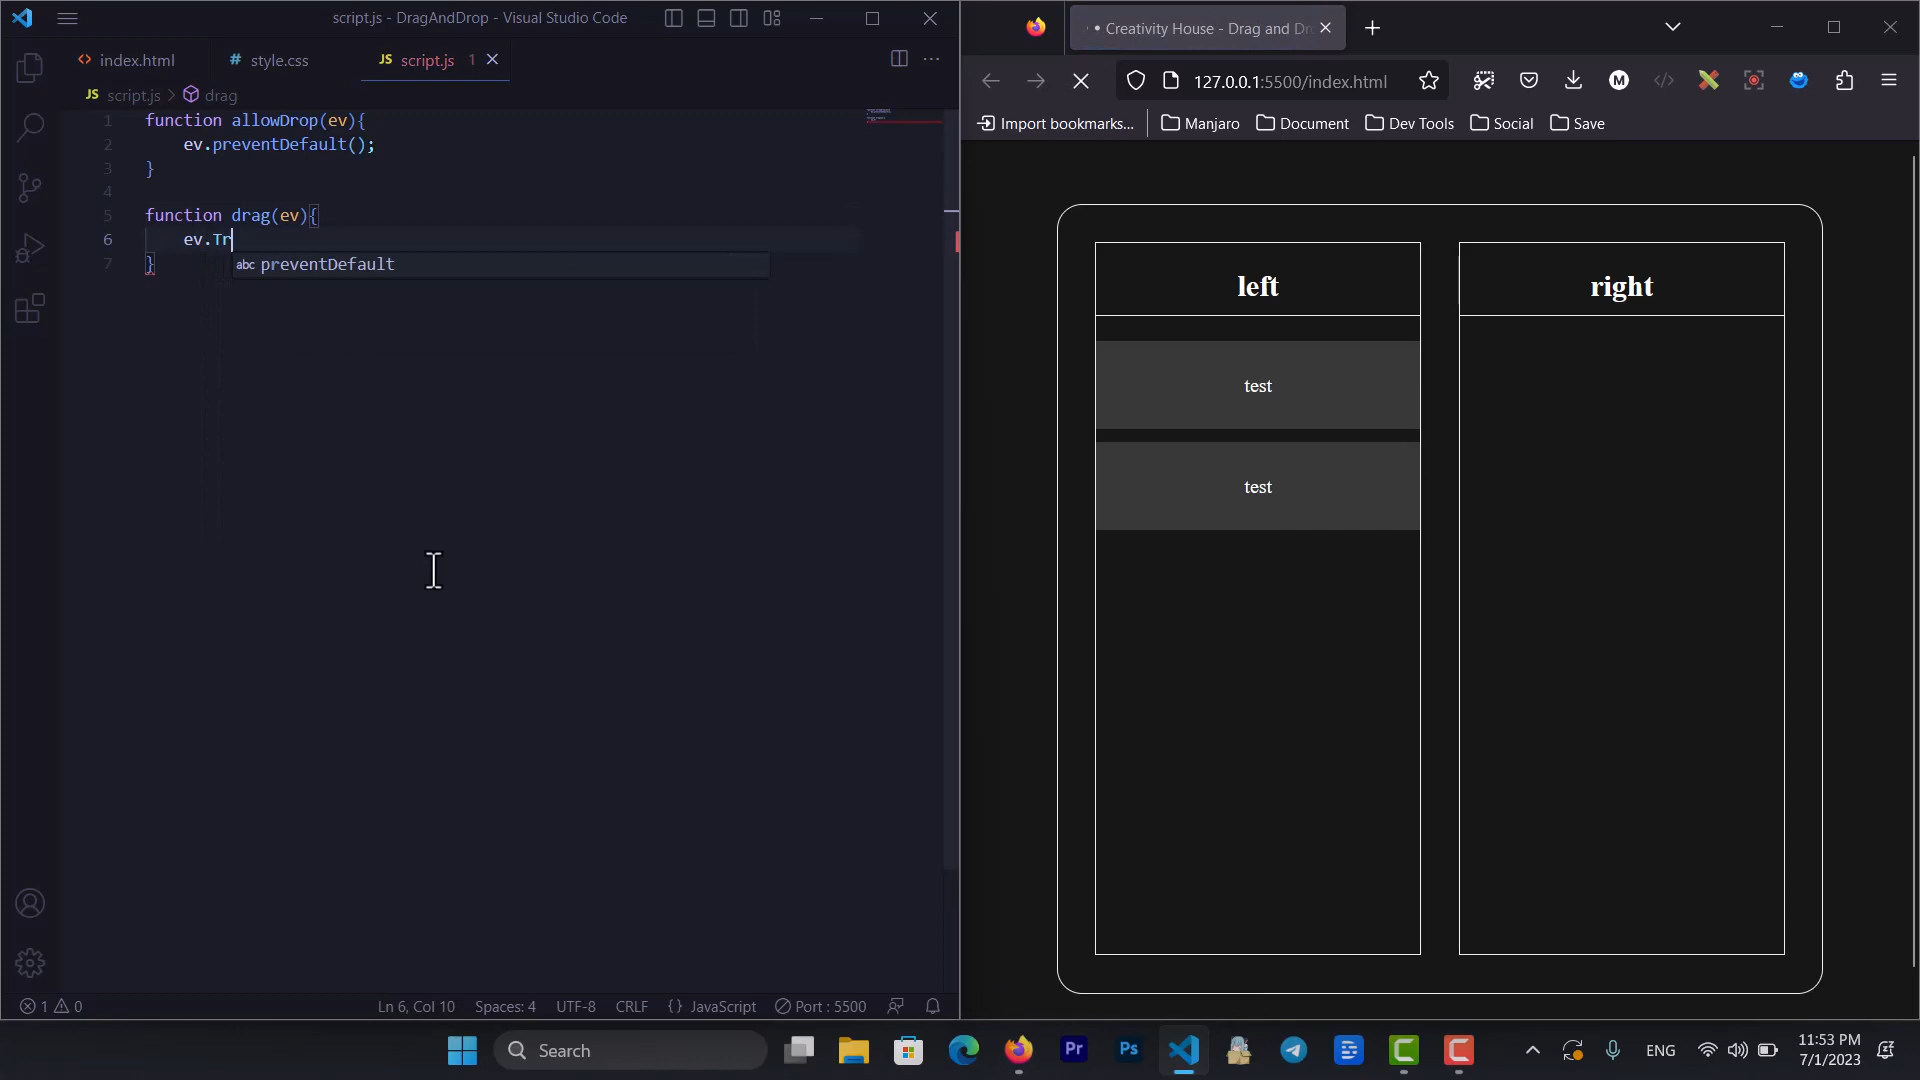 script.js - DragAndDrop - Visual Studio Code
index.html
# style.css
JS script.js 1
JS script.js > drag
1 function allowDrop(ev){
2 ev.preventDefault();
3 }
4
5 function drag(ev){
6 ev.Tr
abc preventDefault
7 }
1 0
Ln 6, Col 10
Spaces: 4
UTF-8
CRLF
{ } JavaScript
Port : 5500
• Creativity House - Drag and Dr
127.0.0.1:5500/index.html
M
Import bookmarks...
Manjaro
Document
Dev Tools
Social
Save
left
right
test
test
Search
Pr
Ps
ENG
11:53 PM
7/1/2023